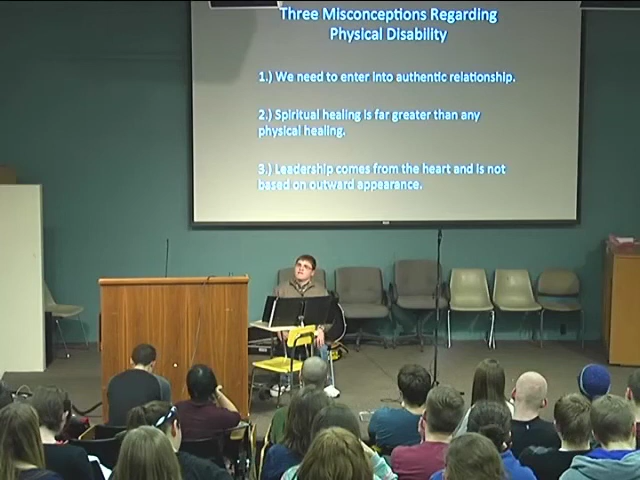 Three Misconceptions Regarding
Physical Disability
1.) We need to enter into authentic relationship.
2.) Spiritual healing is far greater than any
physical healing.
3.) Leadership comes from the heart and is not
based on outward appearance.